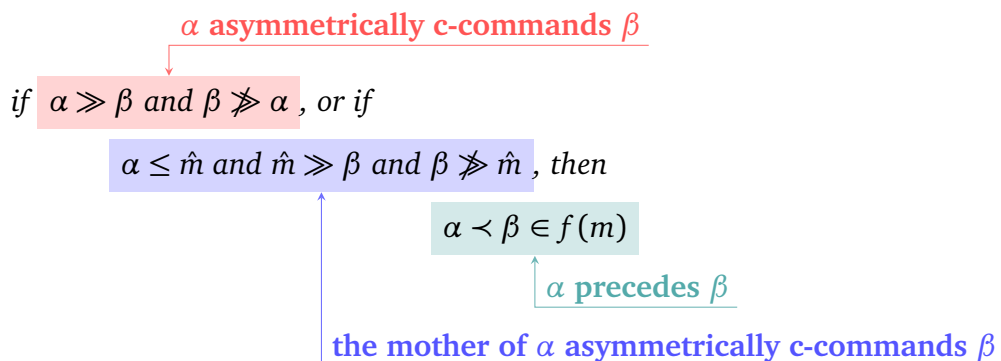 α asymmetrically c-commands β
if α ≫ β and β ≫̸ α , or if
α ≤ m̂ and m̂ ≫ β and β ≫̸ m̂ , then
α ≺ β ∈ f(m)
α precedes β
the mother of α asymmetrically c-commands β